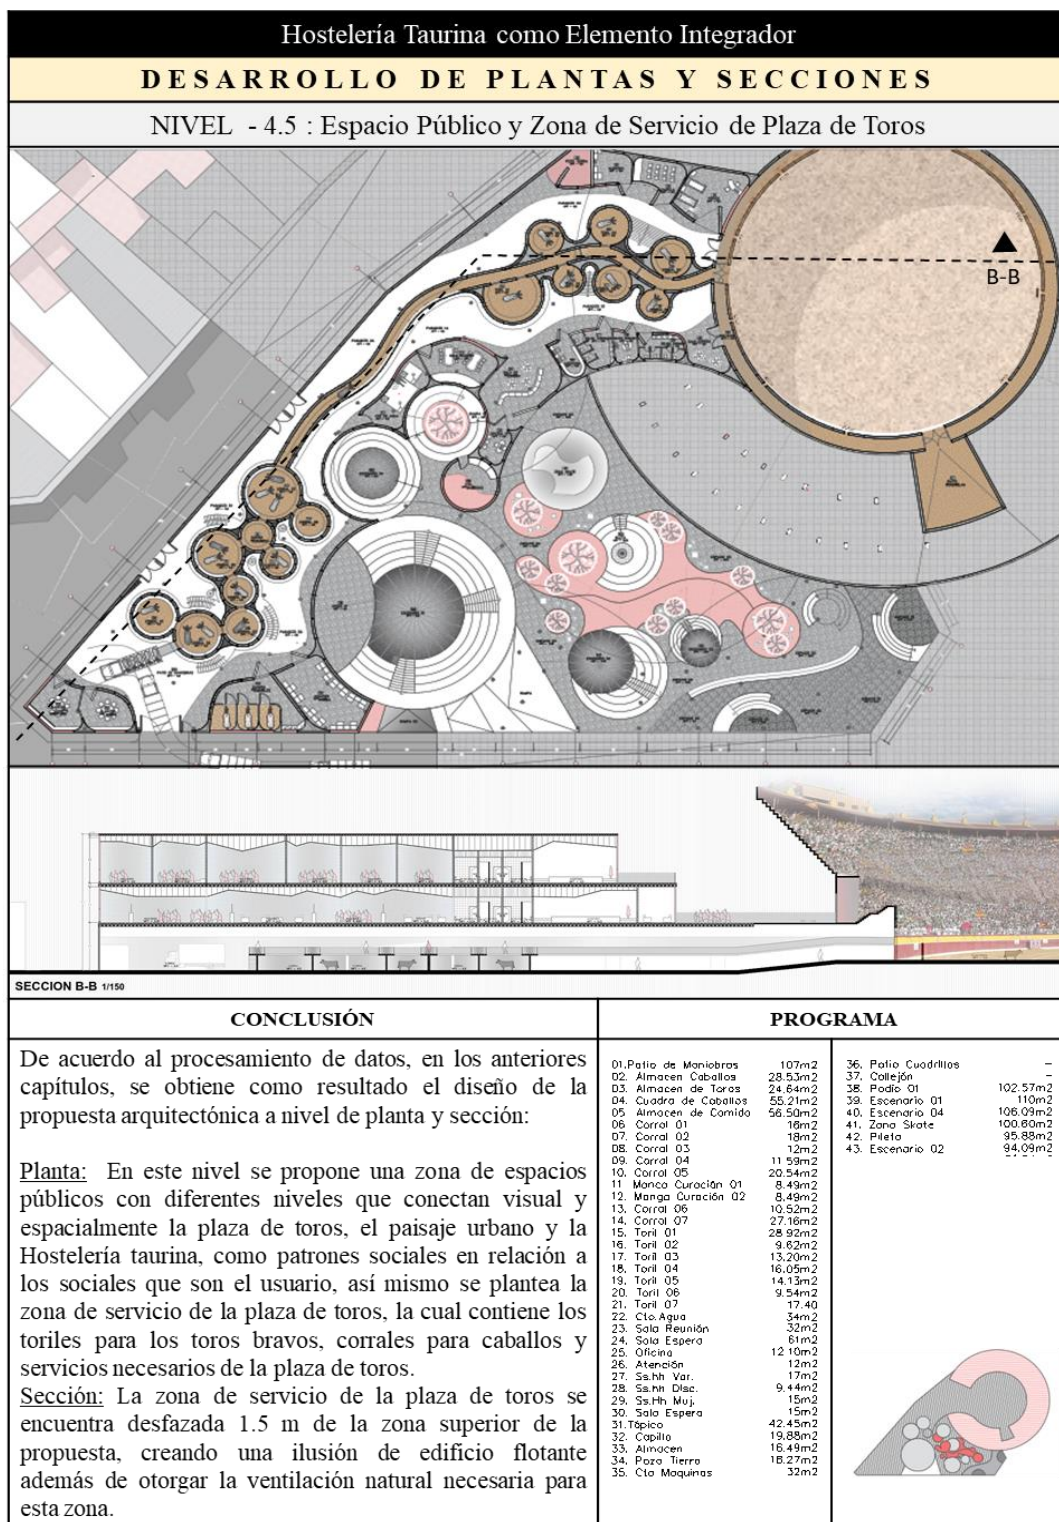 Hostelería Taurina como Elemento Integrador
DESARROLLO DE PLANTAS Y SECCIONES
NIVEL - 4.5 : Espacio Público y Zona de Servicio de Plaza de Toros
B-B
SECCION B-B 1/150
CONCLUSIÓN
De acuerdo al procesamiento de datos, en los anteriores
capítulos, se obtiene como resultado el diseño de la
propuesta arquitectónica a nivel de planta y sección:
Planta: En este nivel se propone una zona de espacios
públicos con diferentes niveles que conectan visual y
espacialmente la plaza de toros, el paisaje urbano y la
Hostelería taurina, como patrones sociales en relación a
los sociales que son el usuario, así mismo se plantea la
zona de servicio de la plaza de toros, la cual contiene los
toriles para los toros bravos, corrales para caballos y
servicios necesarios de la plaza de toros.
Sección: La zona de servicio de la plaza de toros se
encuentra desfazada 1.5 m de la zona superior de la
propuesta, creando una ilusión de edificio flotante
además de otorgar la ventilación natural necesaria para
esta zona.
PROGRAMA
01.Patio de Maniobras 107m2
02. Almacen Caballos 28.53m2
03. Almacen de Toros 24.64m2
04. Cuadra de Caballos 55.21m2
05 Almacen de Comida 56.50m2
06 Corral 01 16m2
07. Corral 02 18m2
08. Corral 03 12m2
09. Corral 04 11 59m2
10. Corral 05 20.54m2
11 Manca Curación 01 8.49m2
12. Manga Curación 02 8.49m2
13. Corral 06 10.52m2
14. Corral 07 27.16m2
15. Toril 01 28 92m2
16. Toril 02 9.62m2
17. Toril 03 13.20m2
18. Toril 04 16.05m2
19. Toril 05 14.13m2
20. Toril 06 9.54m2
21. Toril 07 17.40
22. Cto.Agua 34m2
23. Sala Reunión 32m2
24. Sala Espera 61m2
25. Oficina 12 10m2
26. Atención 12m2
27. Ss.hh Var. 17m2
28. Ss.hh Disc. 9.44m2
29. Ss.Hh Muj. 15m2
30. Sala Espera 15m2
31.Tópico 42.45m2
32. Capilla 19.88m2
33. Almacen 16.49m2
34. Poza Tierra 18.27m2
35. Cto Maquinas 32m2
36. Patio Cuadrillas –
37. Callejón –
38. Podio 01 102.57m2
39. Escenario 01 110m2
40. Escenario 04 106.09m2
41. Zona Skate 100.60m2
42. Pileta 95.88m2
43. Escenario 02 94.09m2